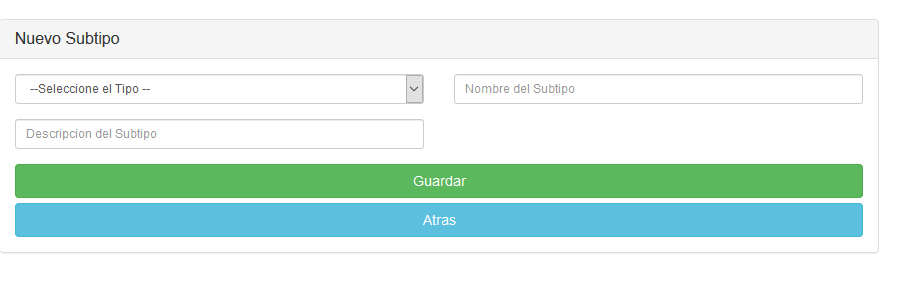 Nuevo Subtipo
--Seleccione el Tipo --
Nombre del Subtipo
Descripcion del Subtipo
Guardar
Atras